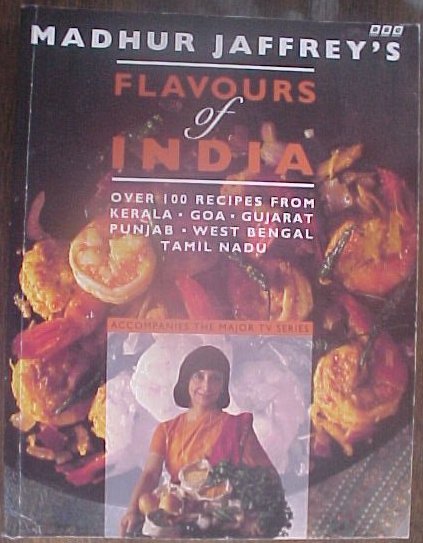 BBC
MADHUR JAFFREY'S
FLAVOURS
of
INDIA
OVER 100 RECIPES FROM
KERALA • GOA • GUJARAT
PUNJAB • WEST BENGAL
TAMIL NADU
ACCOMPANIES THE MAJOR TV SERIES